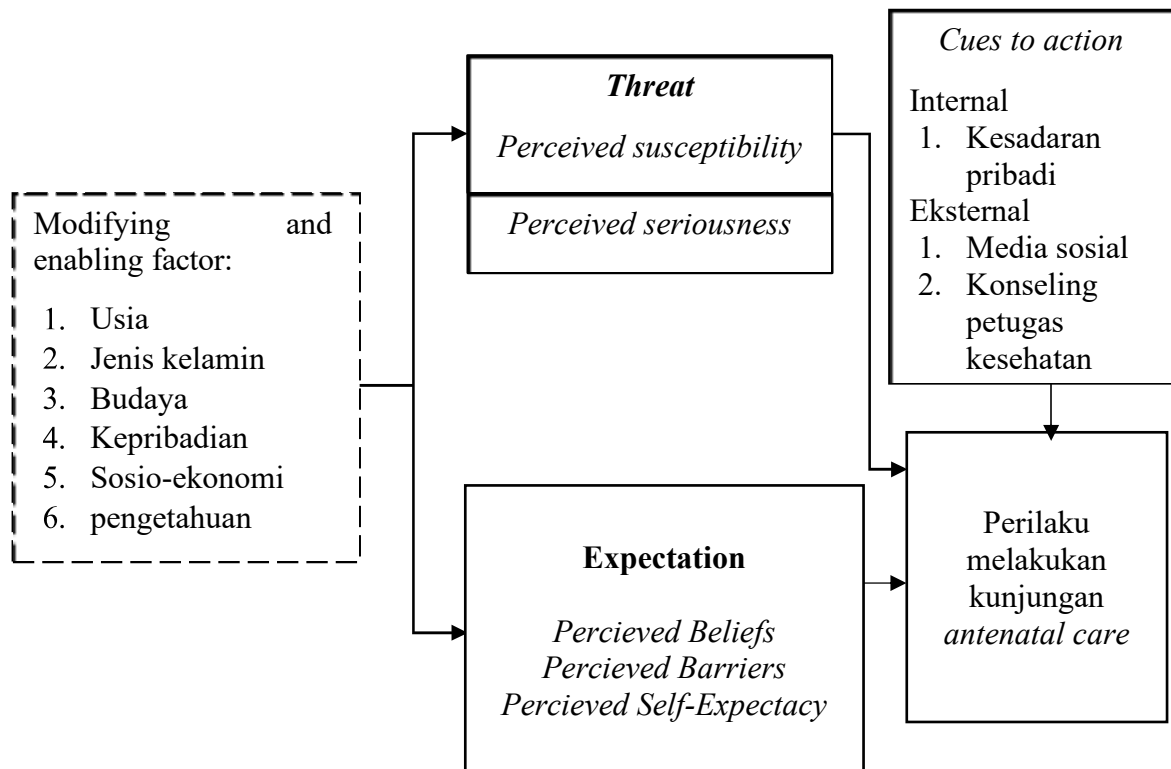 Modifying and
enabling factor:
1. Usia
2. Jenis kelamin
3. Budaya
4. Kepribadian
5. Sosio-ekonomi
6. pengetahuan
Threat
Perceived susceptibility
Perceived seriousness
Expectation
Percieved Beliefs
Percieved Barriers
Percieved Self-Expectacy
Cues to action
Internal
1. Kesadaran
pribadi
Eksternal
1. Media sosial
2. Konseling
petugas
kesehatan
Perilaku
melakukan
kunjungan
antenatal care